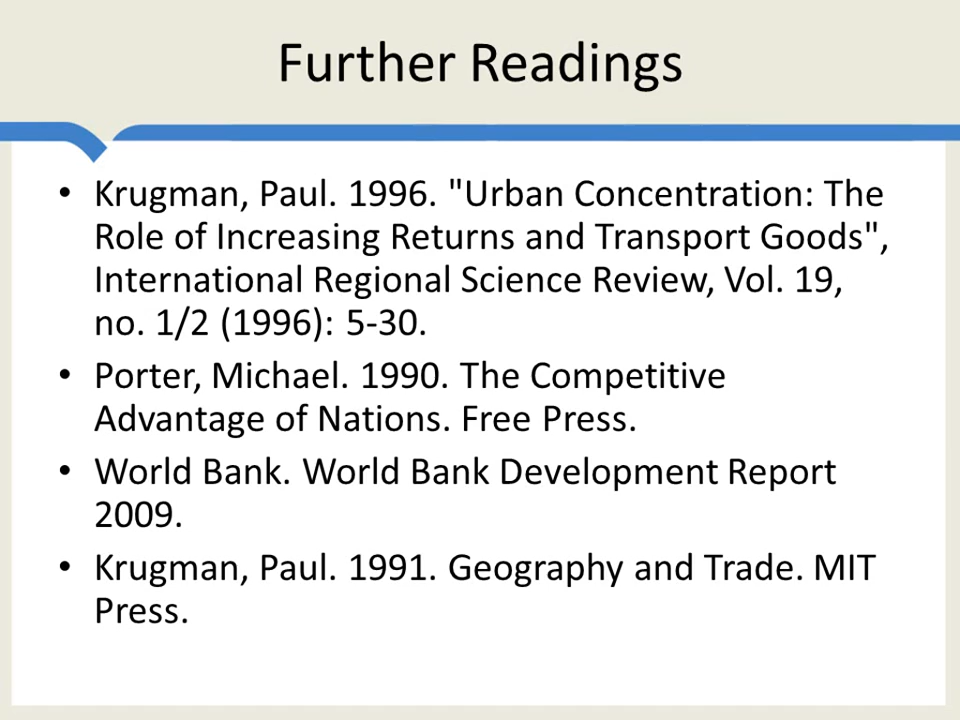 Further Readings
• Krugman, Paul. 1996. "Urban Concentration: The
Role of Increasing Returns and Transport Goods",
International Regional Science Review, Vol. 19,
no. 1/2 (1996): 5-30.
• Porter, Michael. 1990. The Competitive
Advantage of Nations. Free Press.
• World Bank. World Bank Development Report
2009.
• Krugman, Paul. 1991. Geography and Trade. MIT
Press.